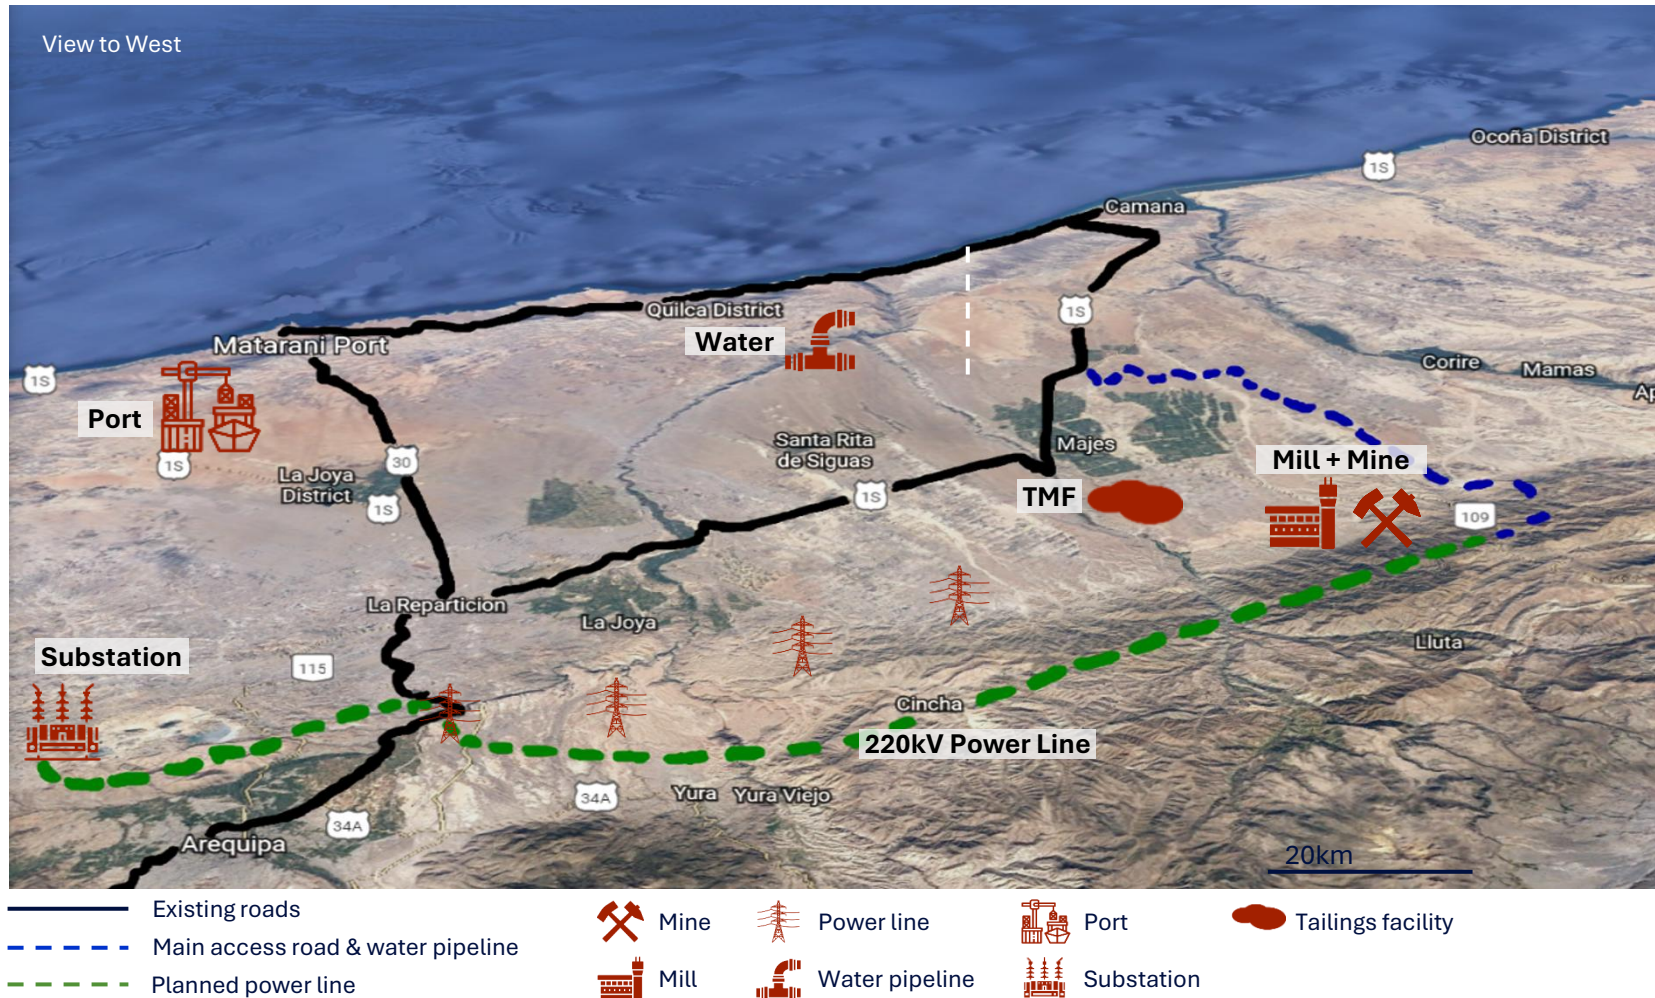 View to West
Ocoña District
1S
Camana
1S
Quilca District
Water
Matarani Port
1S
Corire
Mamas
Port
1S
30
La Joya
District
1S
Santa Rita
de Siguas
Majes
1S
TMF
Mill + Mine
109
La Reparticion
La Joya
Lluta
Substation
115
Cincha
220kV Power Line
34A
Yura
Yura Viejo
34A
Arequipa
20km
Existing roads
Main access road & water pipeline
Planned power line
Mine
Mill
Power line
Water pipeline
Port
Substation
Tailings facility